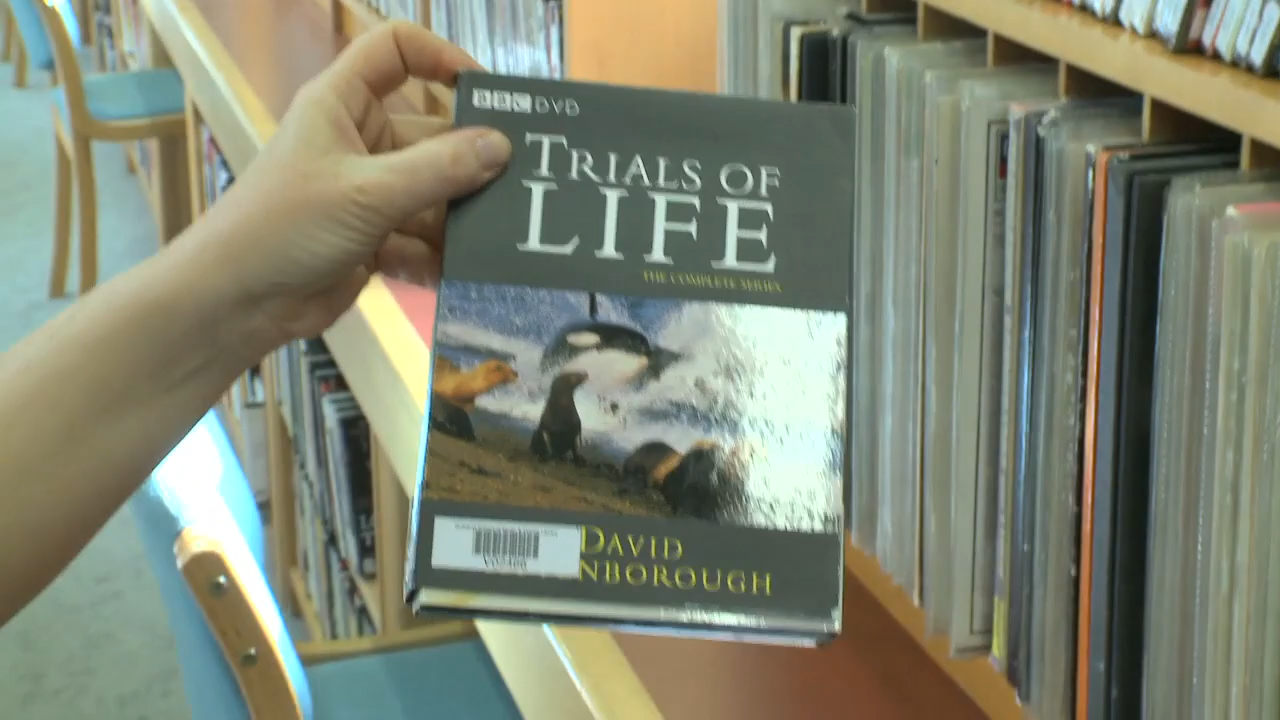 BBC DVD
TRIALS OF
LIFE
THE COMPLETE SERIES
DAVID
NBOROUGH